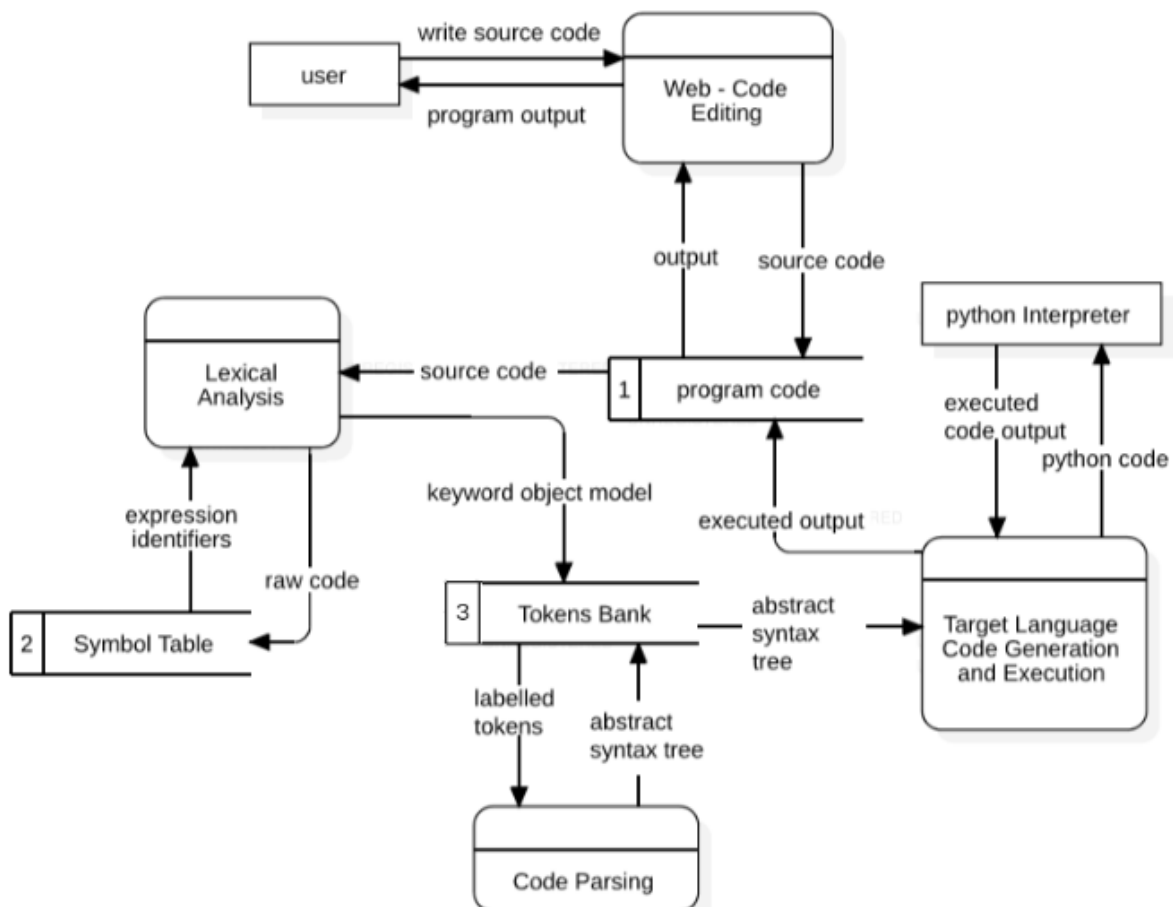 write source code
user
Web - Code
Editing
program output
output
source code
python Interpreter
Lexical
Analysis
source code
1
program code
executed
code output
python code
keyword object model
executed output
RED
expression
identifiers
raw code
2
Symbol Table
3
Tokens Bank
abstract
syntax
tree
Target Language
Code Generation
and Execution
labelled
tokens
abstract
syntax tree
Code Parsing